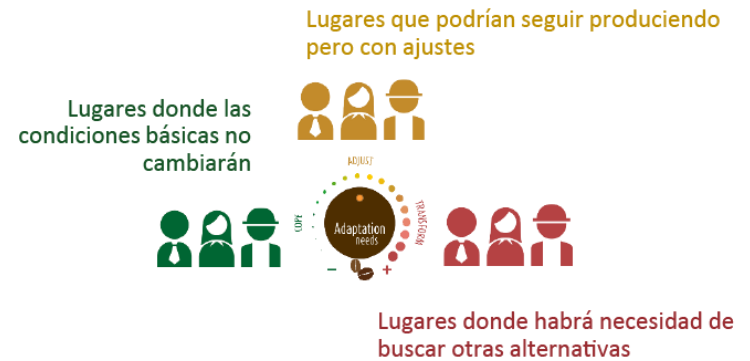 Lugares que podrían seguir produciendo
pero con ajustes
Lugares donde las
condiciones básicas no
cambiarán
ADJUST
COPE
TRANSFORM
Adaptation
needs
− +
Lugares donde habrá necesidad de
buscar otras alternativas